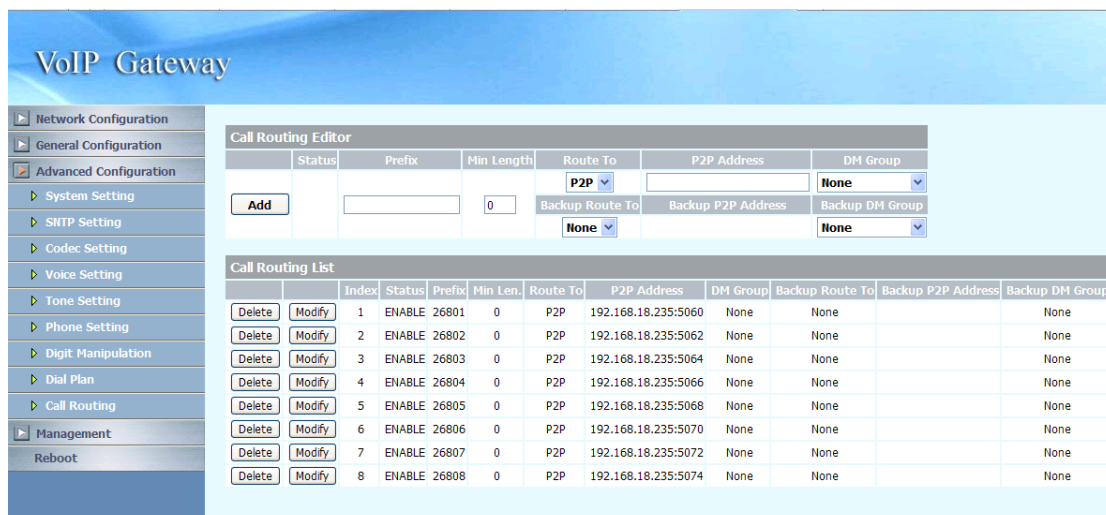 VoIP Gateway
Network Configuration
General Configuration
Advanced Configuration
System Setting
SNTP Setting
Codec Setting
Voice Setting
Tone Setting
Phone Setting
Digit Manipulation
Dial Plan
Call Routing
Management
Reboot
Call Routing Editor
Status Prefix Min Length Route To P2P Address DM Group
P2P None
Add 0 Backup Route To Backup P2P Address Backup DM Group
None None
Call Routing List
Index Status Prefix Min Len. Route To P2P Address DM Group Backup Route To Backup P2P Address Backup DM Group
Delete Modify 1 ENABLE 26801 0 P2P 192.168.18.235:5060 None None None
Delete Modify 2 ENABLE 26802 0 P2P 192.168.18.235:5062 None None None
Delete Modify 3 ENABLE 26803 0 P2P 192.168.18.235:5064 None None None
Delete Modify 4 ENABLE 26804 0 P2P 192.168.18.235:5066 None None None
Delete Modify 5 ENABLE 26805 0 P2P 192.168.18.235:5068 None None None
Delete Modify 6 ENABLE 26806 0 P2P 192.168.18.235:5070 None None None
Delete Modify 7 ENABLE 26807 0 P2P 192.168.18.235:5072 None None None
Delete Modify 8 ENABLE 26808 0 P2P 192.168.18.235:5074 None None None